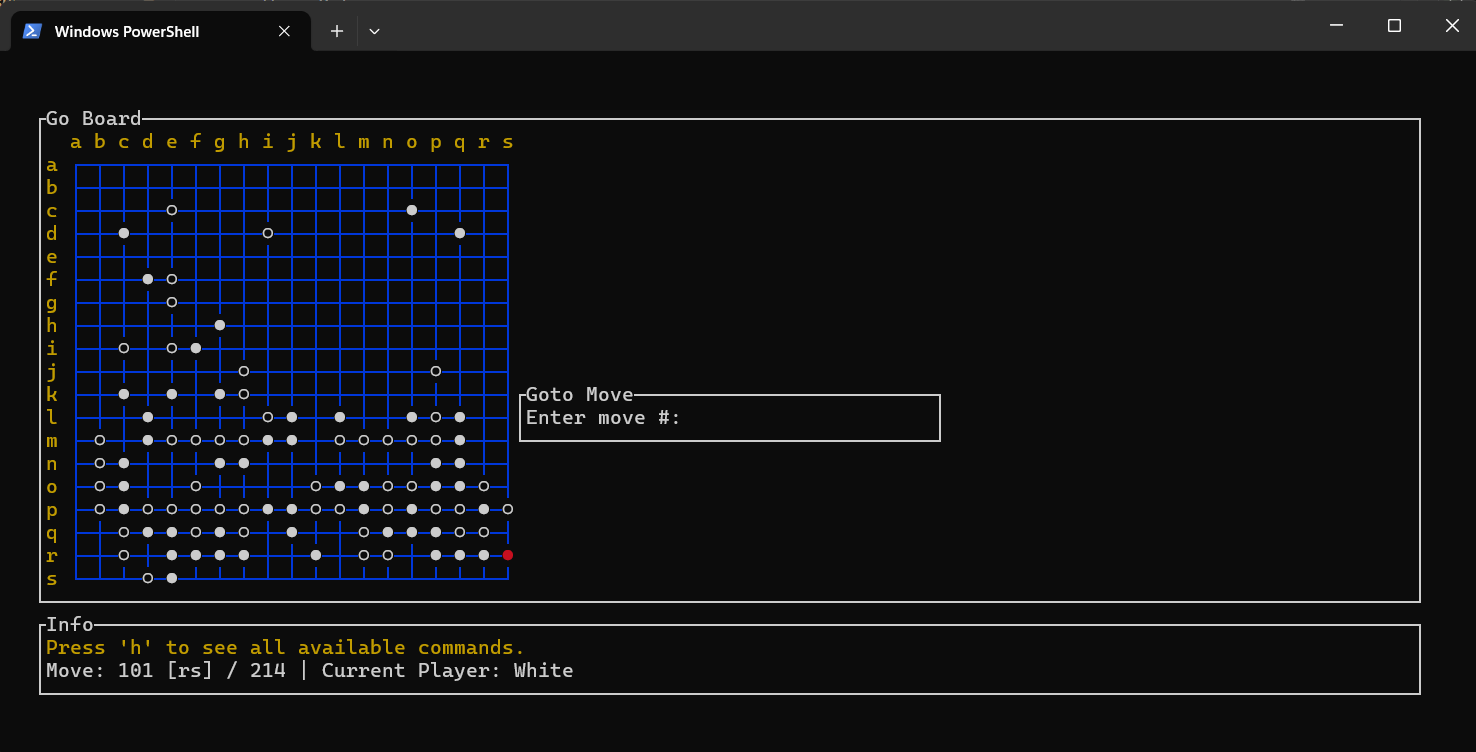 Windows PowerShell
Go Board
a b c d e f g h i j k l m n o p q r s
a
b
c
d
e
f
g
h
i
j
k
Goto Move
l
Enter move #:
m
n
o
p
q
r
s
Info
Press 'h' to see all available commands.
Move: 101 [rs] / 214 | Current Player: White